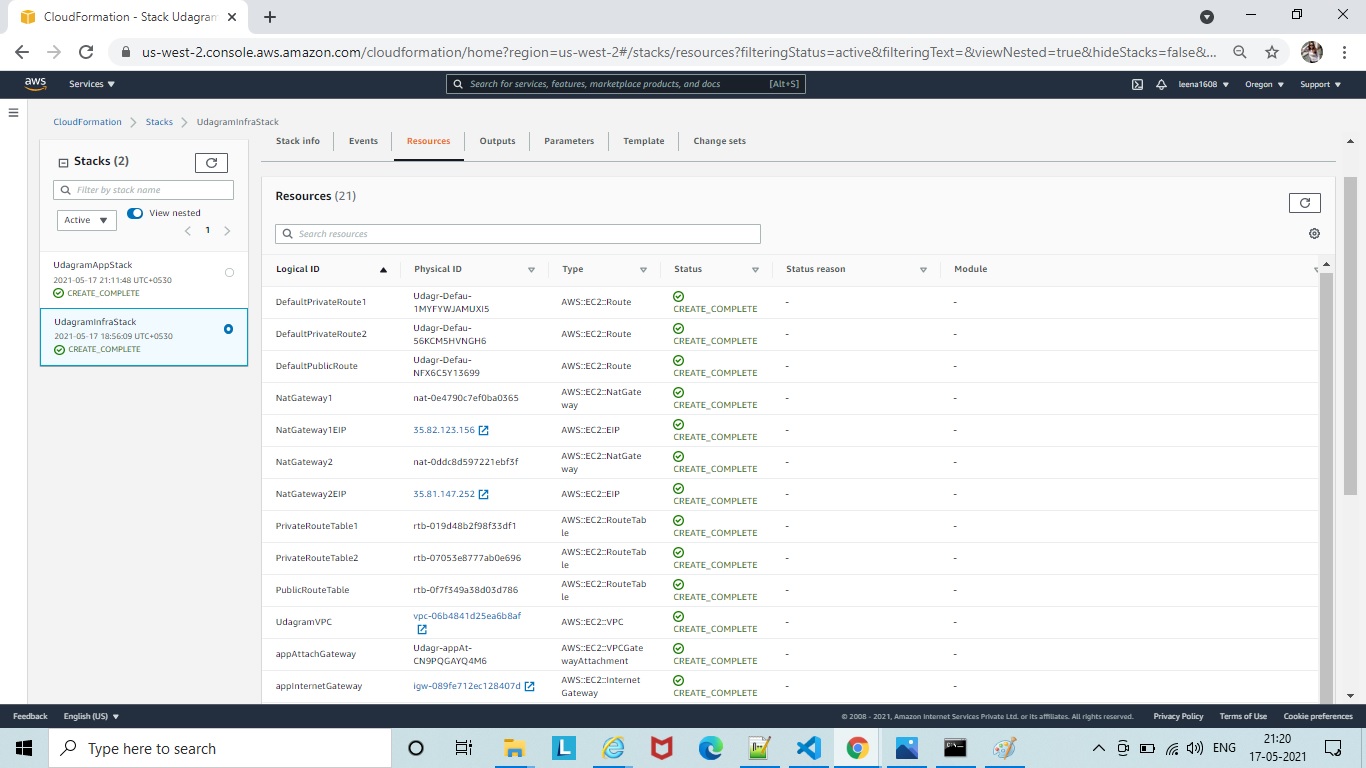 CloudFormation - Stack Udagram
us-west-2.console.aws.amazon.com/cloudformation/home?region=us-west-2#/stacks/resources?filteringStatus=active&filteringText=&viewNested=true&hideStacks=false&...
aws Services Search for services, features, marketplace products, and docs [Alt+S] leena1608 Oregon Support
CloudFormation Stacks UdagramInfraStack
Stacks (2)
Filter by stack name
Active View nested
1
UdagramAppStack
2021-05-17 21:11:48 UTC+0530
CREATE_COMPLETE
UdagramInfraStack
2021-05-17 18:56:09 UTC+0530
CREATE_COMPLETE
Stack info Events Resources Outputs Parameters Template Change sets
Resources (21)
Search resources
Logical ID Physical ID Type Status Status reason Module
DefaultPrivateRoute1 Udagr-Defau-1MYFYWJAMUXI5 AWS::EC2::Route CREATE_COMPLETE - -
DefaultPrivateRoute2 Udagr-Defau-56KCM5HVNGH6 AWS::EC2::Route CREATE_COMPLETE - -
DefaultPublicRoute Udagr-Defau-NFX6C5Y13699 AWS::EC2::Route CREATE_COMPLETE - -
NatGateway1 nat-0e4790c7ef0ba0365 AWS::EC2::NatGateway CREATE_COMPLETE - -
NatGateway1EIP 35.82.123.156 AWS::EC2::EIP CREATE_COMPLETE - -
NatGateway2 nat-0ddc8d597221ebf3f AWS::EC2::NatGateway CREATE_COMPLETE - -
NatGateway2EIP 35.81.147.252 AWS::EC2::EIP CREATE_COMPLETE - -
PrivateRouteTable1 rtb-019d48b2f98f33df1 AWS::EC2::RouteTable CREATE_COMPLETE - -
PrivateRouteTable2 rtb-07053e8777ab0e696 AWS::EC2::RouteTable CREATE_COMPLETE - -
PublicRouteTable rtb-0f7f349a38d03d786 AWS::EC2::RouteTable CREATE_COMPLETE - -
UdagramVPC vpc-06b4841d25ea6b8af AWS::EC2::VPC CREATE_COMPLETE - -
appAttachGateway Udagr-appAt-CN9PQGAYQ4M6 AWS::EC2::VPCGatewayAttachment CREATE_COMPLETE - -
appInternetGateway igw-089fe712ec128407d AWS::EC2::InternetGateway CREATE_COMPLETE - -
Feedback English (US) © 2008 - 2021, Amazon Internet Services Private Ltd. or its affiliates. All rights reserved. Privacy Policy Terms of Use Cookie preferences
Type here to search L ENG 21:20
17-05-2021